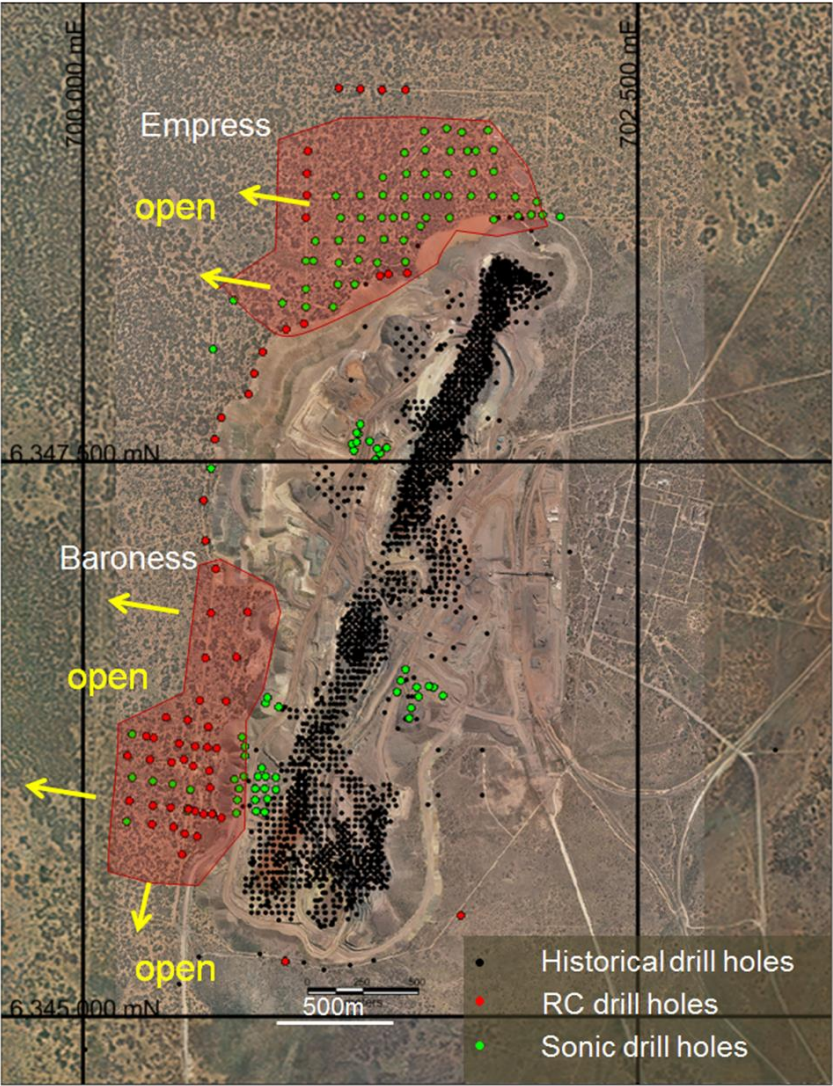 700,000 mE
702,500 mE
Empress
open
6,347,500 mN
Baroness
open
open
Historical drill holes
500m
RC drill holes
6,345,000 mN
Sonic drill holes